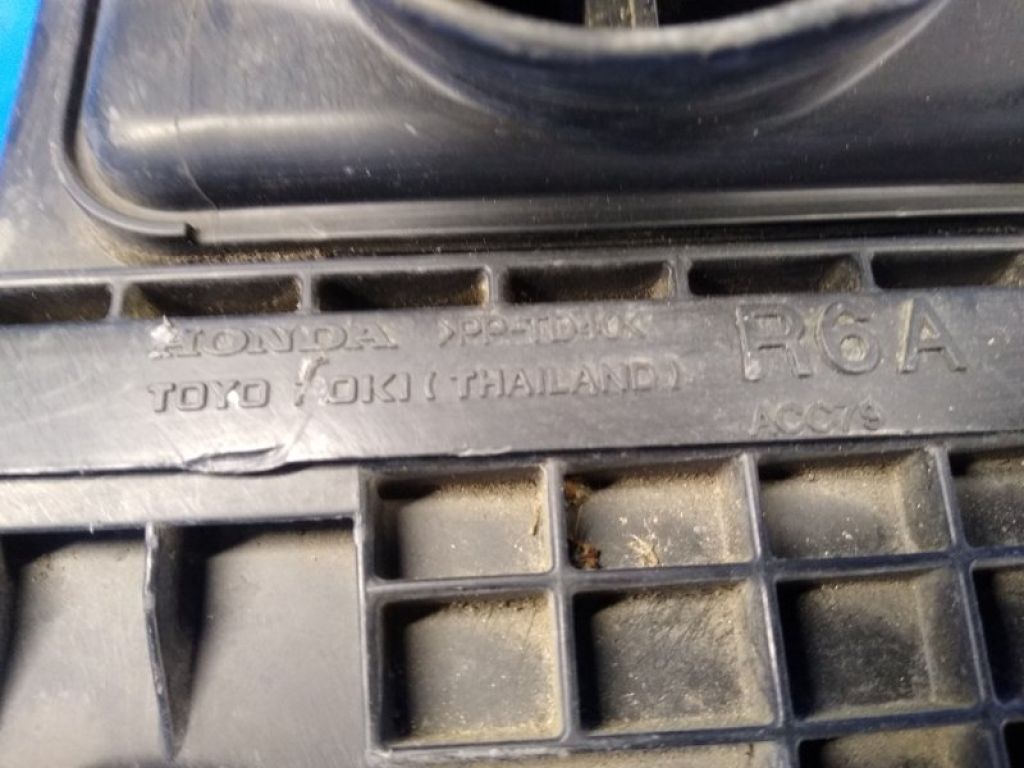 HONDA >PP-TD40<
TOYO ROKI (THAILAND)
R6A
ACC79